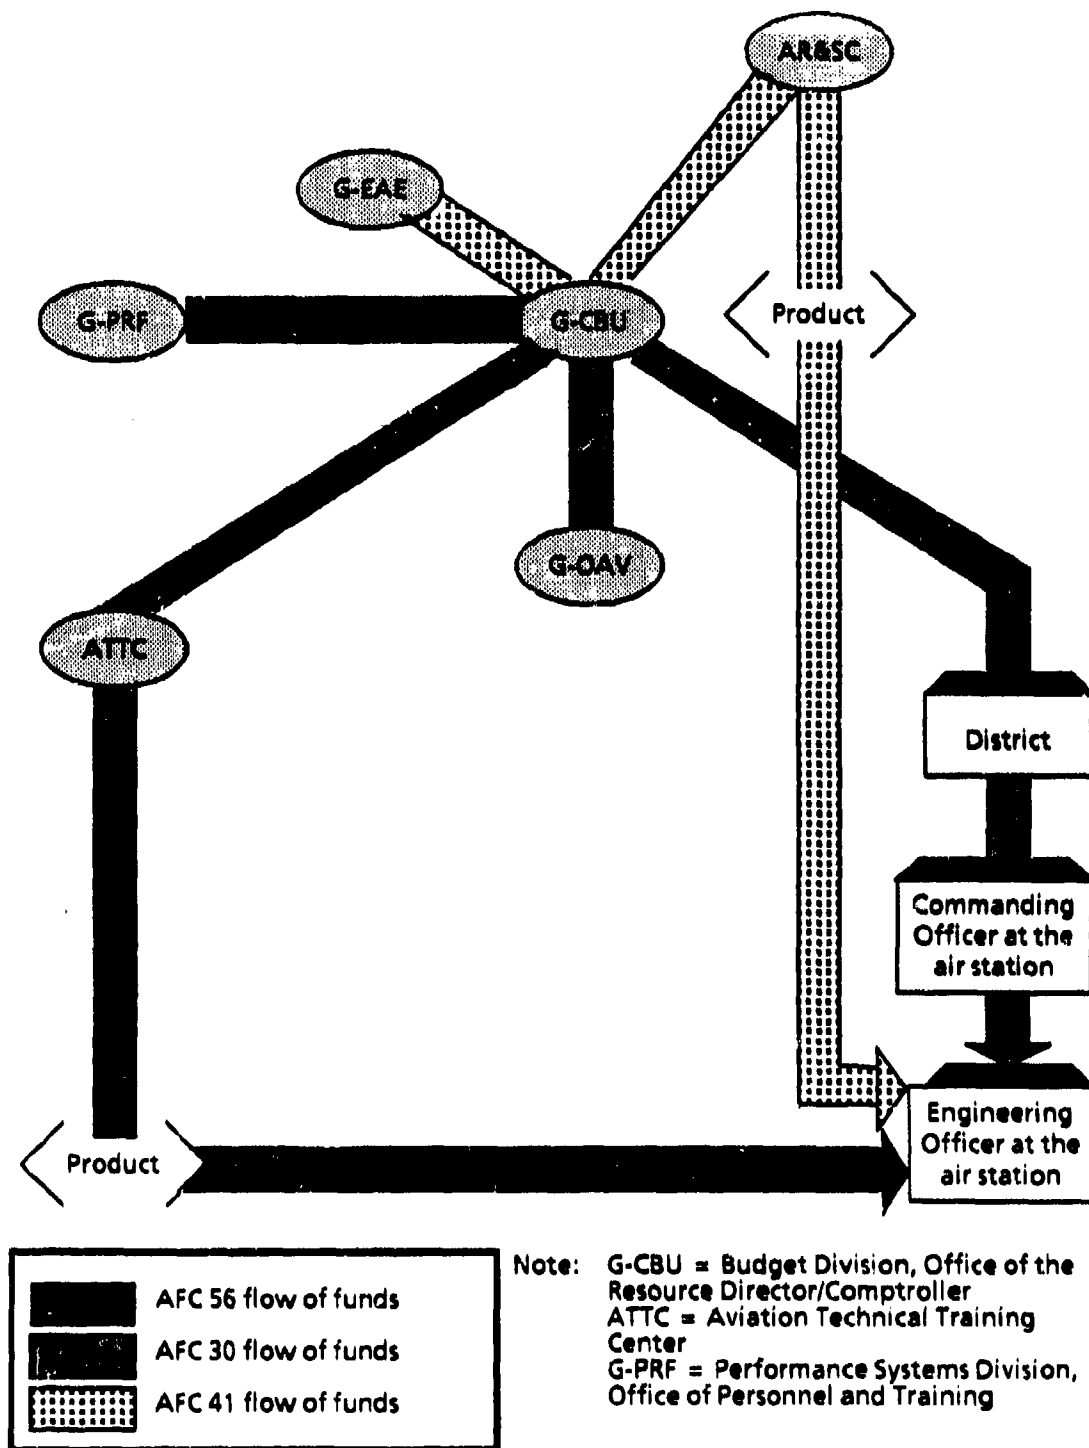 AR&SC
G-EAE
G-PRF
G-CBU
Product
G-OAV
ATTC
District
Commanding
Officer at the
air station
Engineering
Officer at the
air station
Product
AFC 56 flow of funds
AFC 30 flow of funds
AFC 41 flow of funds
Note: G-CBU = Budget Division, Office of the
Resource Director/Comptroller
ATTC = Aviation Technical Training
Center
G-PRF = Performance Systems Division,
Office of Personnel and Training